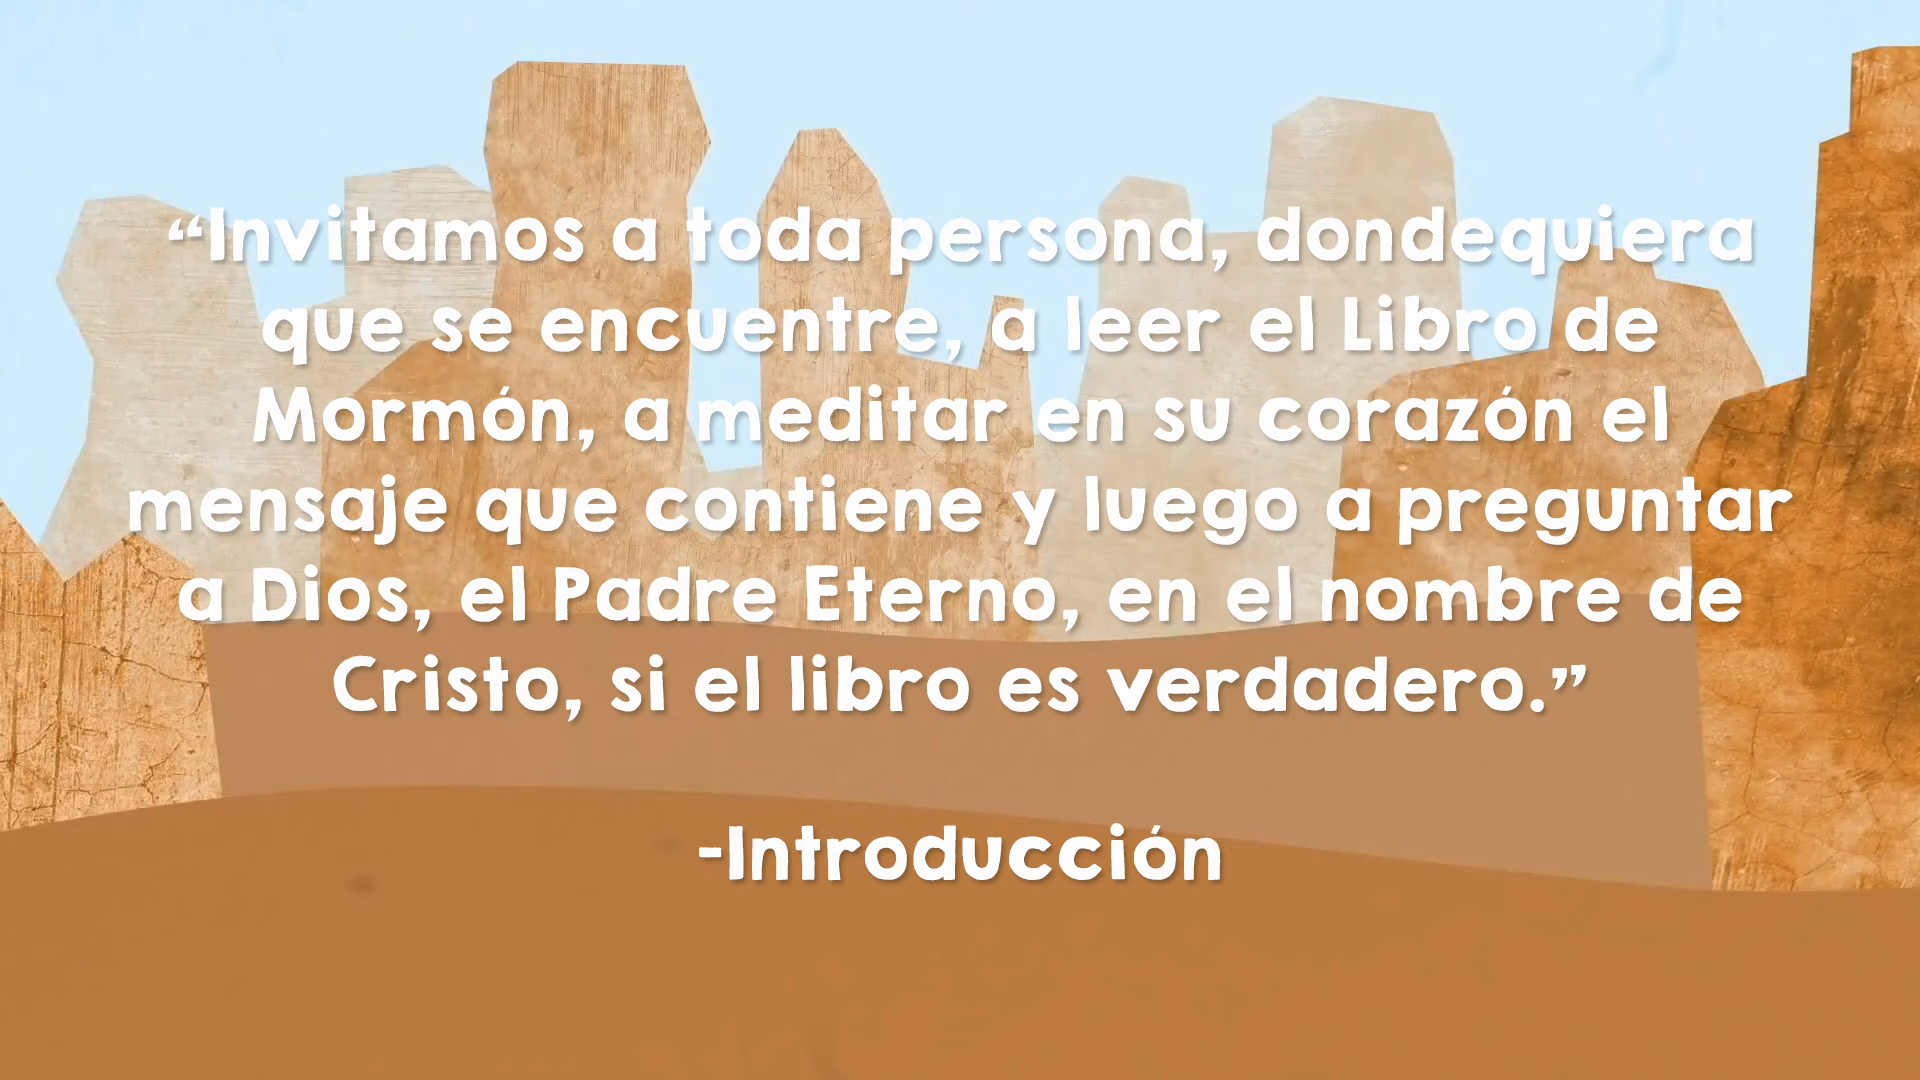 “Invitamos a toda persona, dondequiera
que se encuentre, a leer el Libro de
Mormón, a meditar en su corazón el
mensaje que contiene y luego a preguntar
a Dios, el Padre Eterno, en el nombre de
Cristo, si el libro es verdadero.”
-Introducción